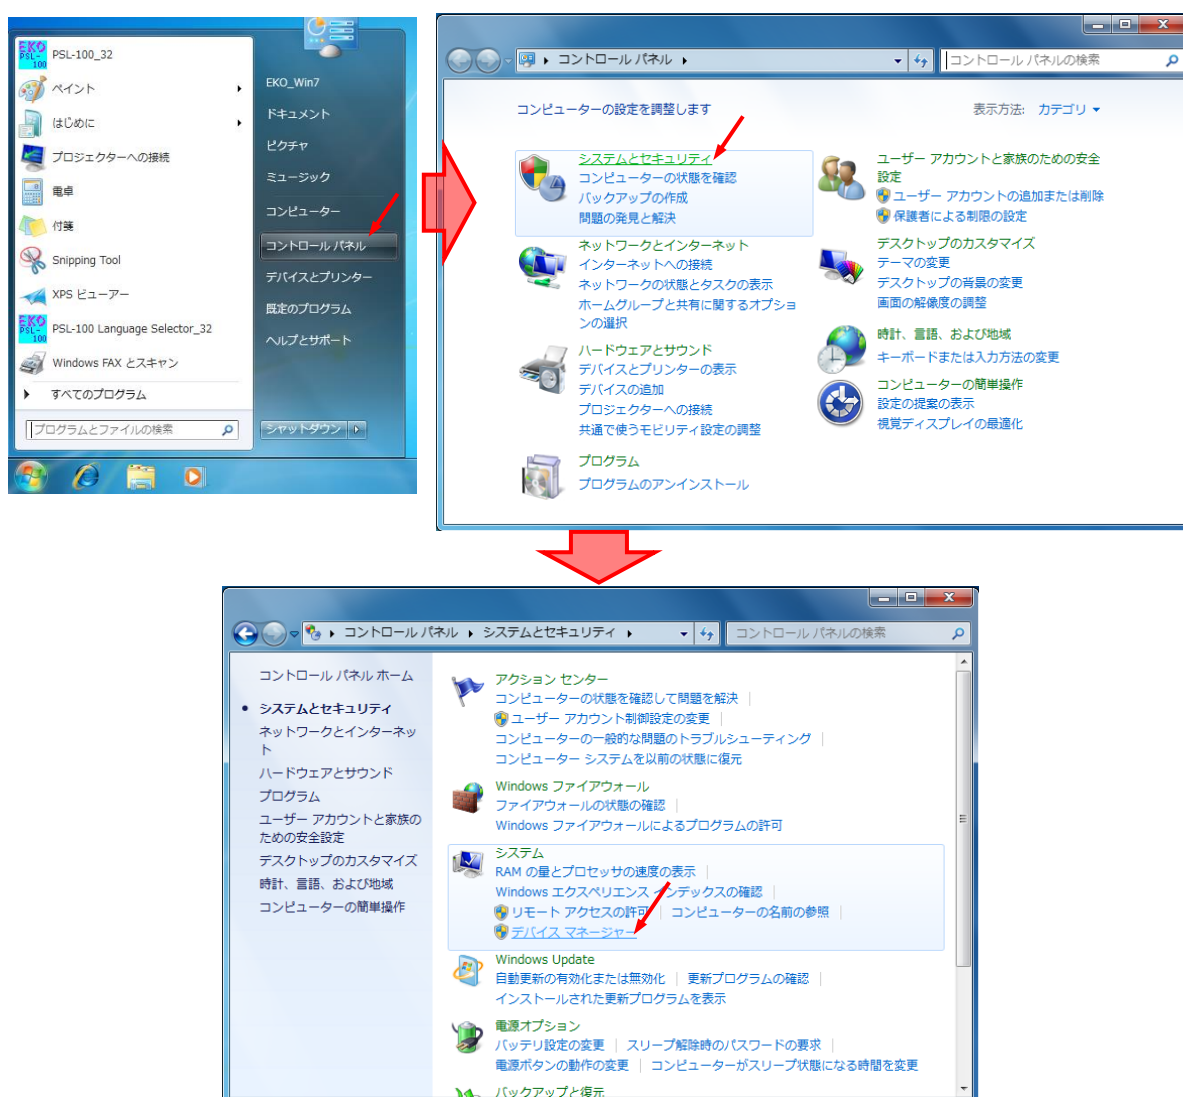 EKO
PSL-
100
PSL-100_32
ペイント
はじめに
プロジェクターへの接続
電卓
付箋
Snipping Tool
XPS ビューアー
EKO
PSL-
100
PSL-100 Language Selector_32
Windows FAX とスキャン
すべてのプログラム
プログラムとファイルの検索
EKO_Win7
ドキュメント
ピクチャ
ミュージック
コンピューター
コントロール パネル
デバイスとプリンター
既定のプログラム
ヘルプとサポート
シャットダウン
コントロール パネル
コントロール パネルの検索
コンピューターの設定を調整します
表示方法: カテゴリ
システムとセキュリティ
コンピューターの状態を確認
バックアップの作成
問題の発見と解決
ネットワークとインターネット
インターネットへの接続
ネットワークの状態とタスクの表示
ホームグループと共有に関するオプショ
ンの選択
ハードウェアとサウンド
デバイスとプリンターの表示
デバイスの追加
プロジェクターへの接続
共通で使うモビリティ設定の調整
プログラム
プログラムのアンインストール
ユーザー アカウントと家族のための安全
設定
ユーザー アカウントの追加または削除
保護者による制限の設定
デスクトップのカスタマイズ
テーマの変更
デスクトップの背景の変更
画面の解像度の調整
時計、言語、および地域
キーボードまたは入力方法の変更
コンピューターの簡単操作
設定の提案の表示
視覚ディスプレイの最適化
コントロール パネル システムとセキュリティ
コントロール パネルの検索
コントロール パネル ホーム
システムとセキュリティ
ネットワークとインターネッ
ト
ハードウェアとサウンド
プログラム
ユーザー アカウントと家族の
ための安全設定
デスクトップのカスタマイズ
時計、言語、および地域
コンピューターの簡単操作
アクション センター
コンピューターの状態を確認して問題を解決
ユーザー アカウント制御設定の変更
コンピューターの一般的な問題のトラブルシューティング
コンピューター システムを以前の状態に復元
Windows ファイアウォール
ファイアウォールの状態の確認
Windows ファイアウォールによるプログラムの許可
システム
RAM の量とプロセッサの速度の表示
Windows エクスペリエンス インデックスの確認
リモート アクセスの許可 コンピューターの名前の参照
デバイス マネージャー
Windows Update
自動更新の有効化または無効化 更新プログラムの確認
インストールされた更新プログラムを表示
電源オプション
バッテリ設定の変更 スリープ解除時のパスワードの要求
電源ボタンの動作の変更 コンピューターがスリープ状態になる時間を変更
バックアップと復元